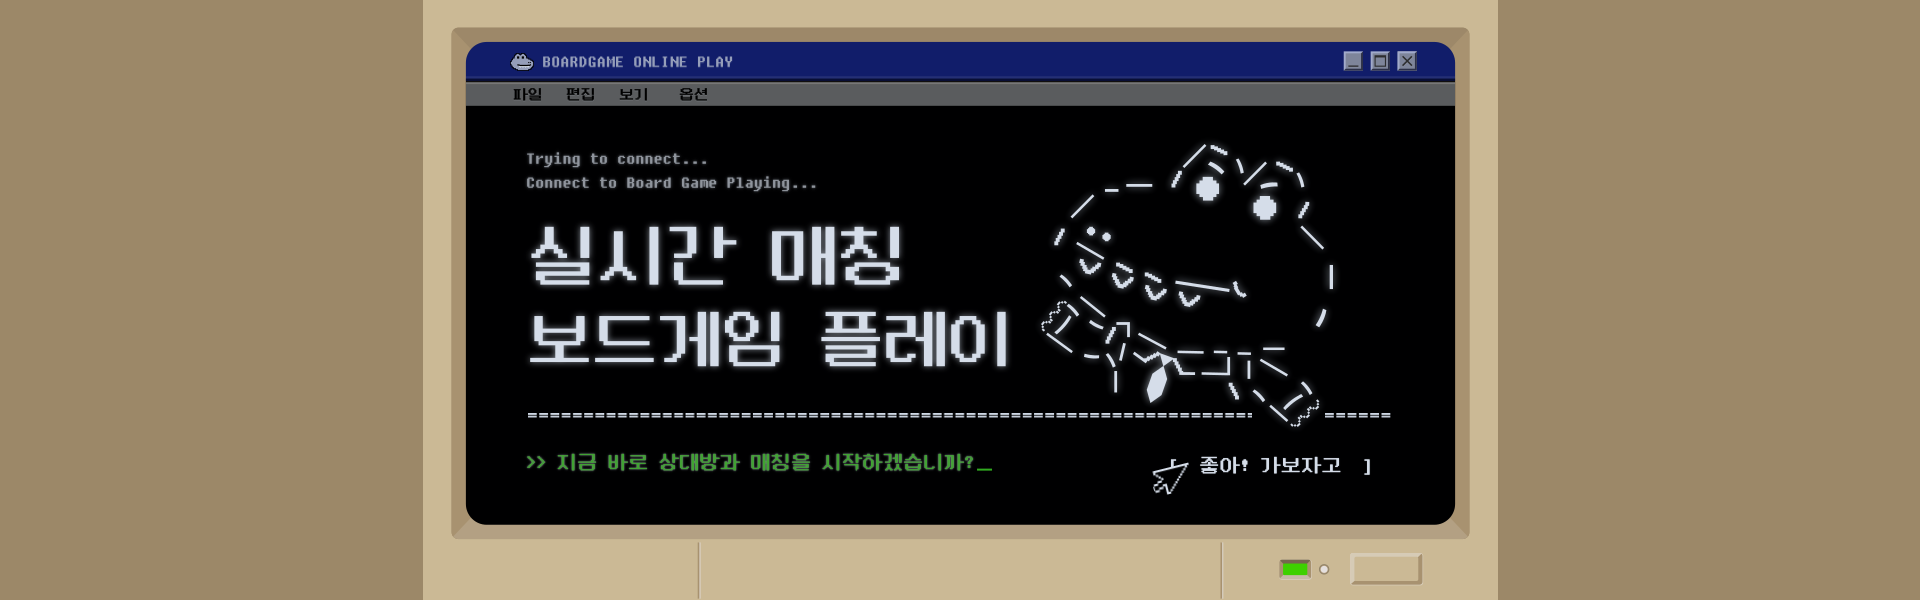 BOARDGAME ONLINE PLAY
파일 편집 보기 옵션
Trying to connect...
Connect to Board Game Playing...
실시간 매칭
보드게임 플레이
>> 지금 바로 상대방과 매칭을 시작하겠습니까?_
[ 좋아! 가보자고 ]